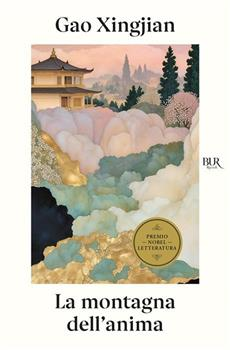 Gao Xingjian
BUR
PREMIO
– NOBEL –
LETTERATURA
La montagna
dell'anima